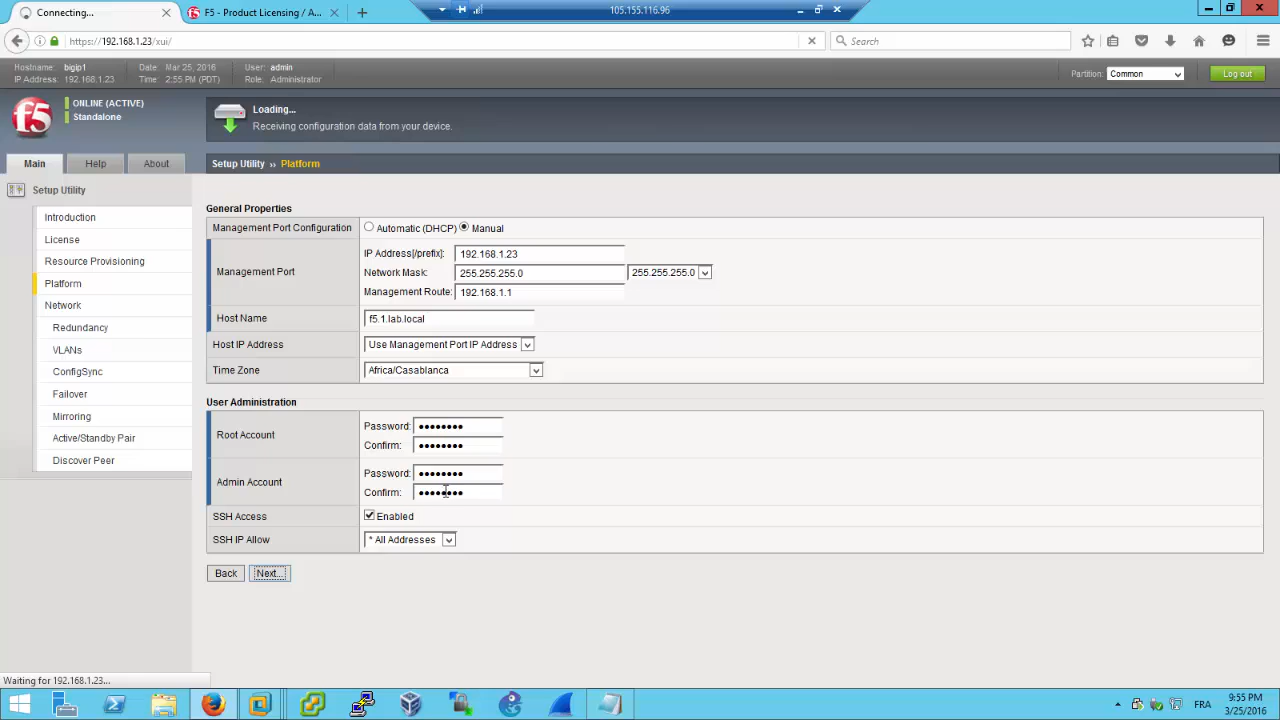 Connecting...
F5 - Product Licensing / A...
105.155.116.96
https://192.168.1.23/xui/
Search
Hostname: bigip1
Date: Mar 25, 2016
User: admin
IP Address: 192.168.1.23
Time: 2:55 PM (PDT)
Role: Administrator
Partition: Common
Log out
f5
ONLINE (ACTIVE)
Standalone
Loading...
Receiving configuration data from your device.
Main
Help
About
Setup Utility »» Platform
Setup Utility
Introduction
License
Resource Provisioning
Platform
Network
Redundancy
VLANs
ConfigSync
Failover
Mirroring
Active/Standby Pair
Discover Peer
General Properties
Management Port Configuration
Automatic (DHCP) Manual
Management Port
IP Address[/prefix]: 192.168.1.23
Network Mask: 255.255.255.0 255.255.255.0
Management Route: 192.168.1.1
Host Name
f5.1.lab.local
Host IP Address
Use Management Port IP Address
Time Zone
Africa/Casablanca
User Administration
Root Account
Password: ••••••••
Confirm: ••••••••
Admin Account
Password: ••••••••
Confirm: ••••••••
SSH Access
Enabled
SSH IP Allow
* All Addresses
Back
Next...
Waiting for 192.168.1.23...
FRA
9:55 PM
3/25/2016